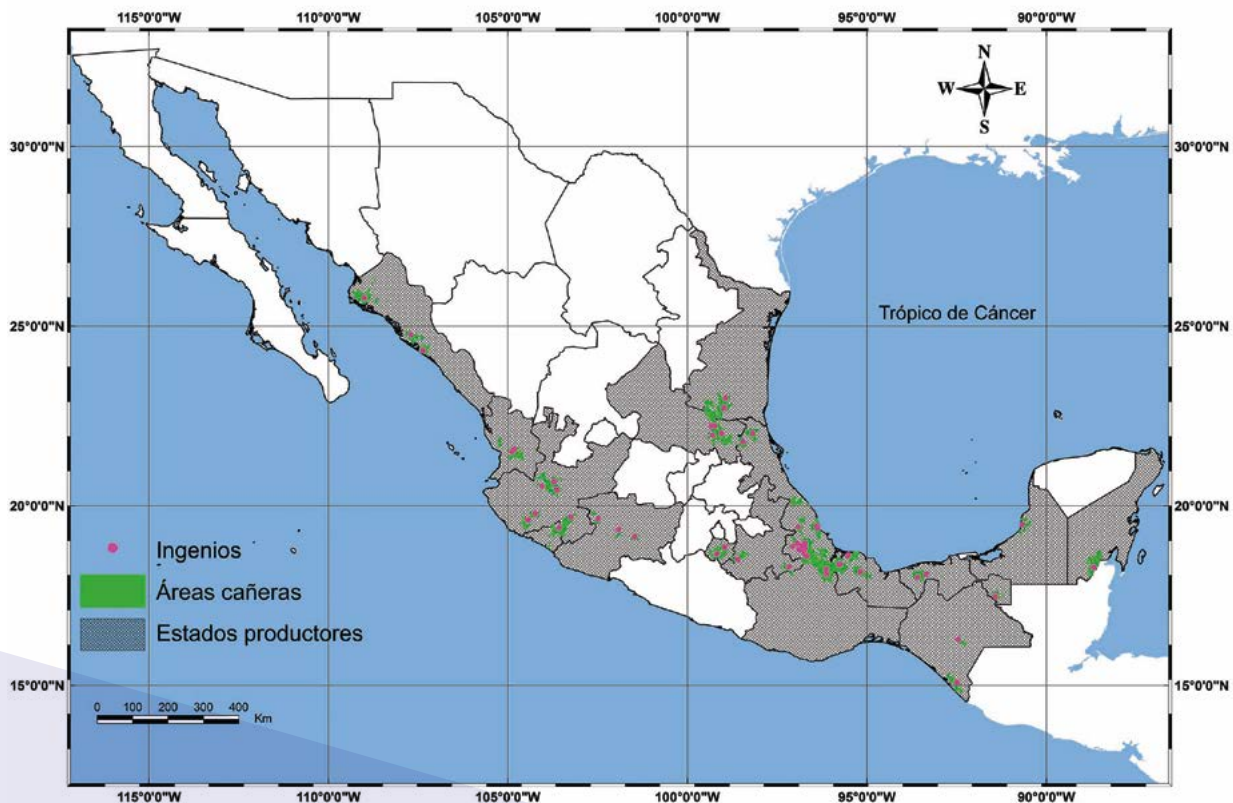 115°0'0"W 110°0'0"W 105°0'0"W 100°0'0"W 95°0'0"W 90°0'0"W
N
W E
S
30°0'0"N 30°0'0"N
25°0'0"N Trópico de Cáncer 25°0'0"N
20°0'0"N 20°0'0"N
Ingenios
Áreas cañeras
Estados productores
15°0'0"N 15°0'0"N
0 100 200 300 400
Km
115°0'0"W 110°0'0"W 105°0'0"W 100°0'0"W 95°0'0"W 90°0'0"W